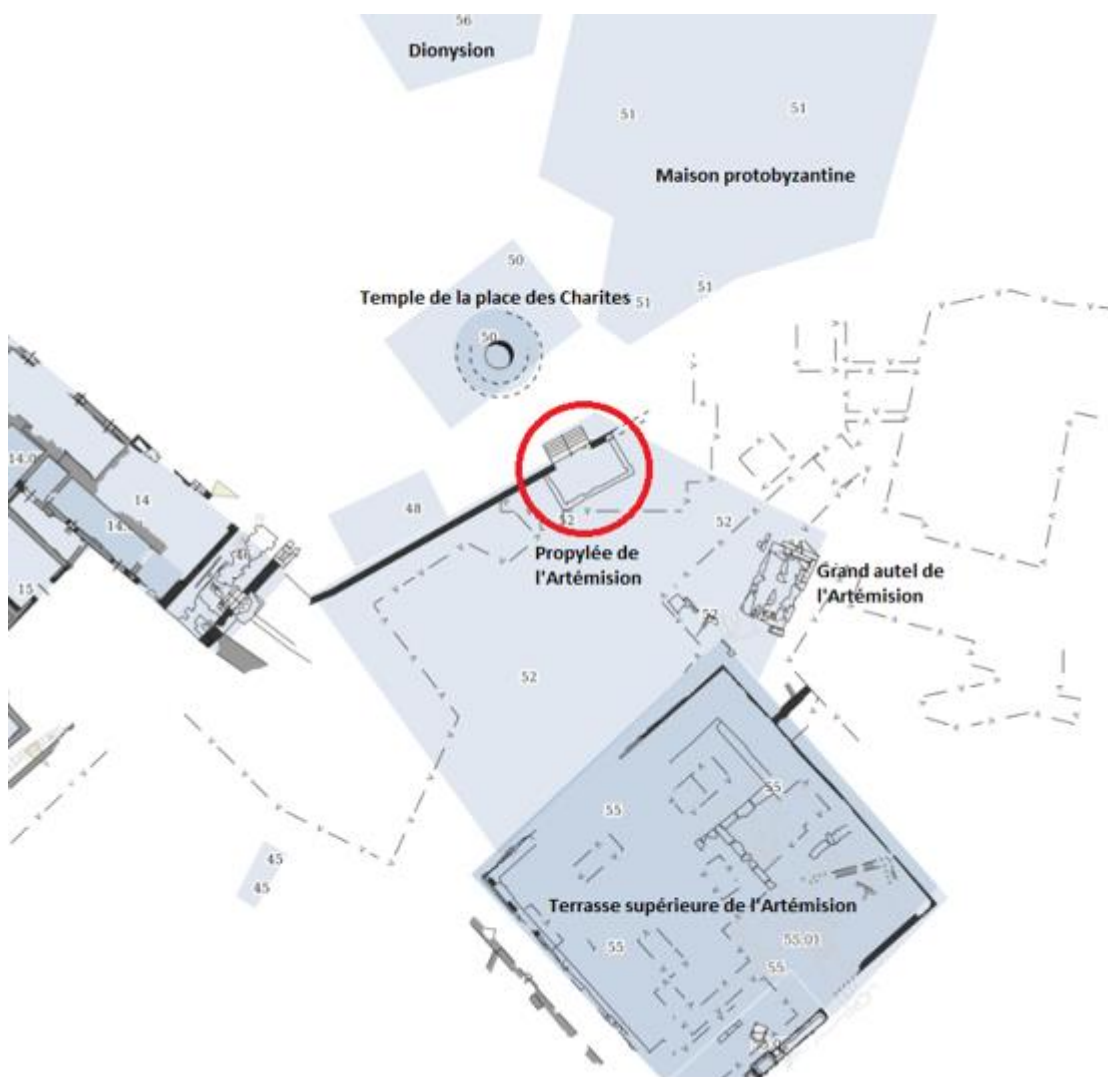 56
Dionysion
51
51
Maison protobyzantine
50
Temple de la place des Charites
51
51
50
14.0
14
48
52
52
Propylée de
l'Artémision
Grand autel de
l'Artémision
15
52
52
55
55
45
45
Terrasse supérieure de l'Artémision
55
55.01
55